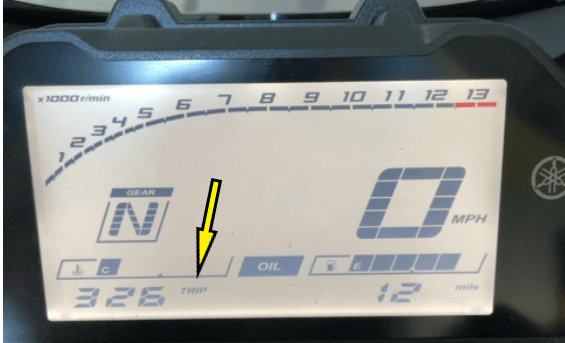 x1000 r/min
1 2 3 4 5 6 7 8 9 10 11 12 13
GEAR
N
0 MPH
C OIL E
326 TRIP 12 mile